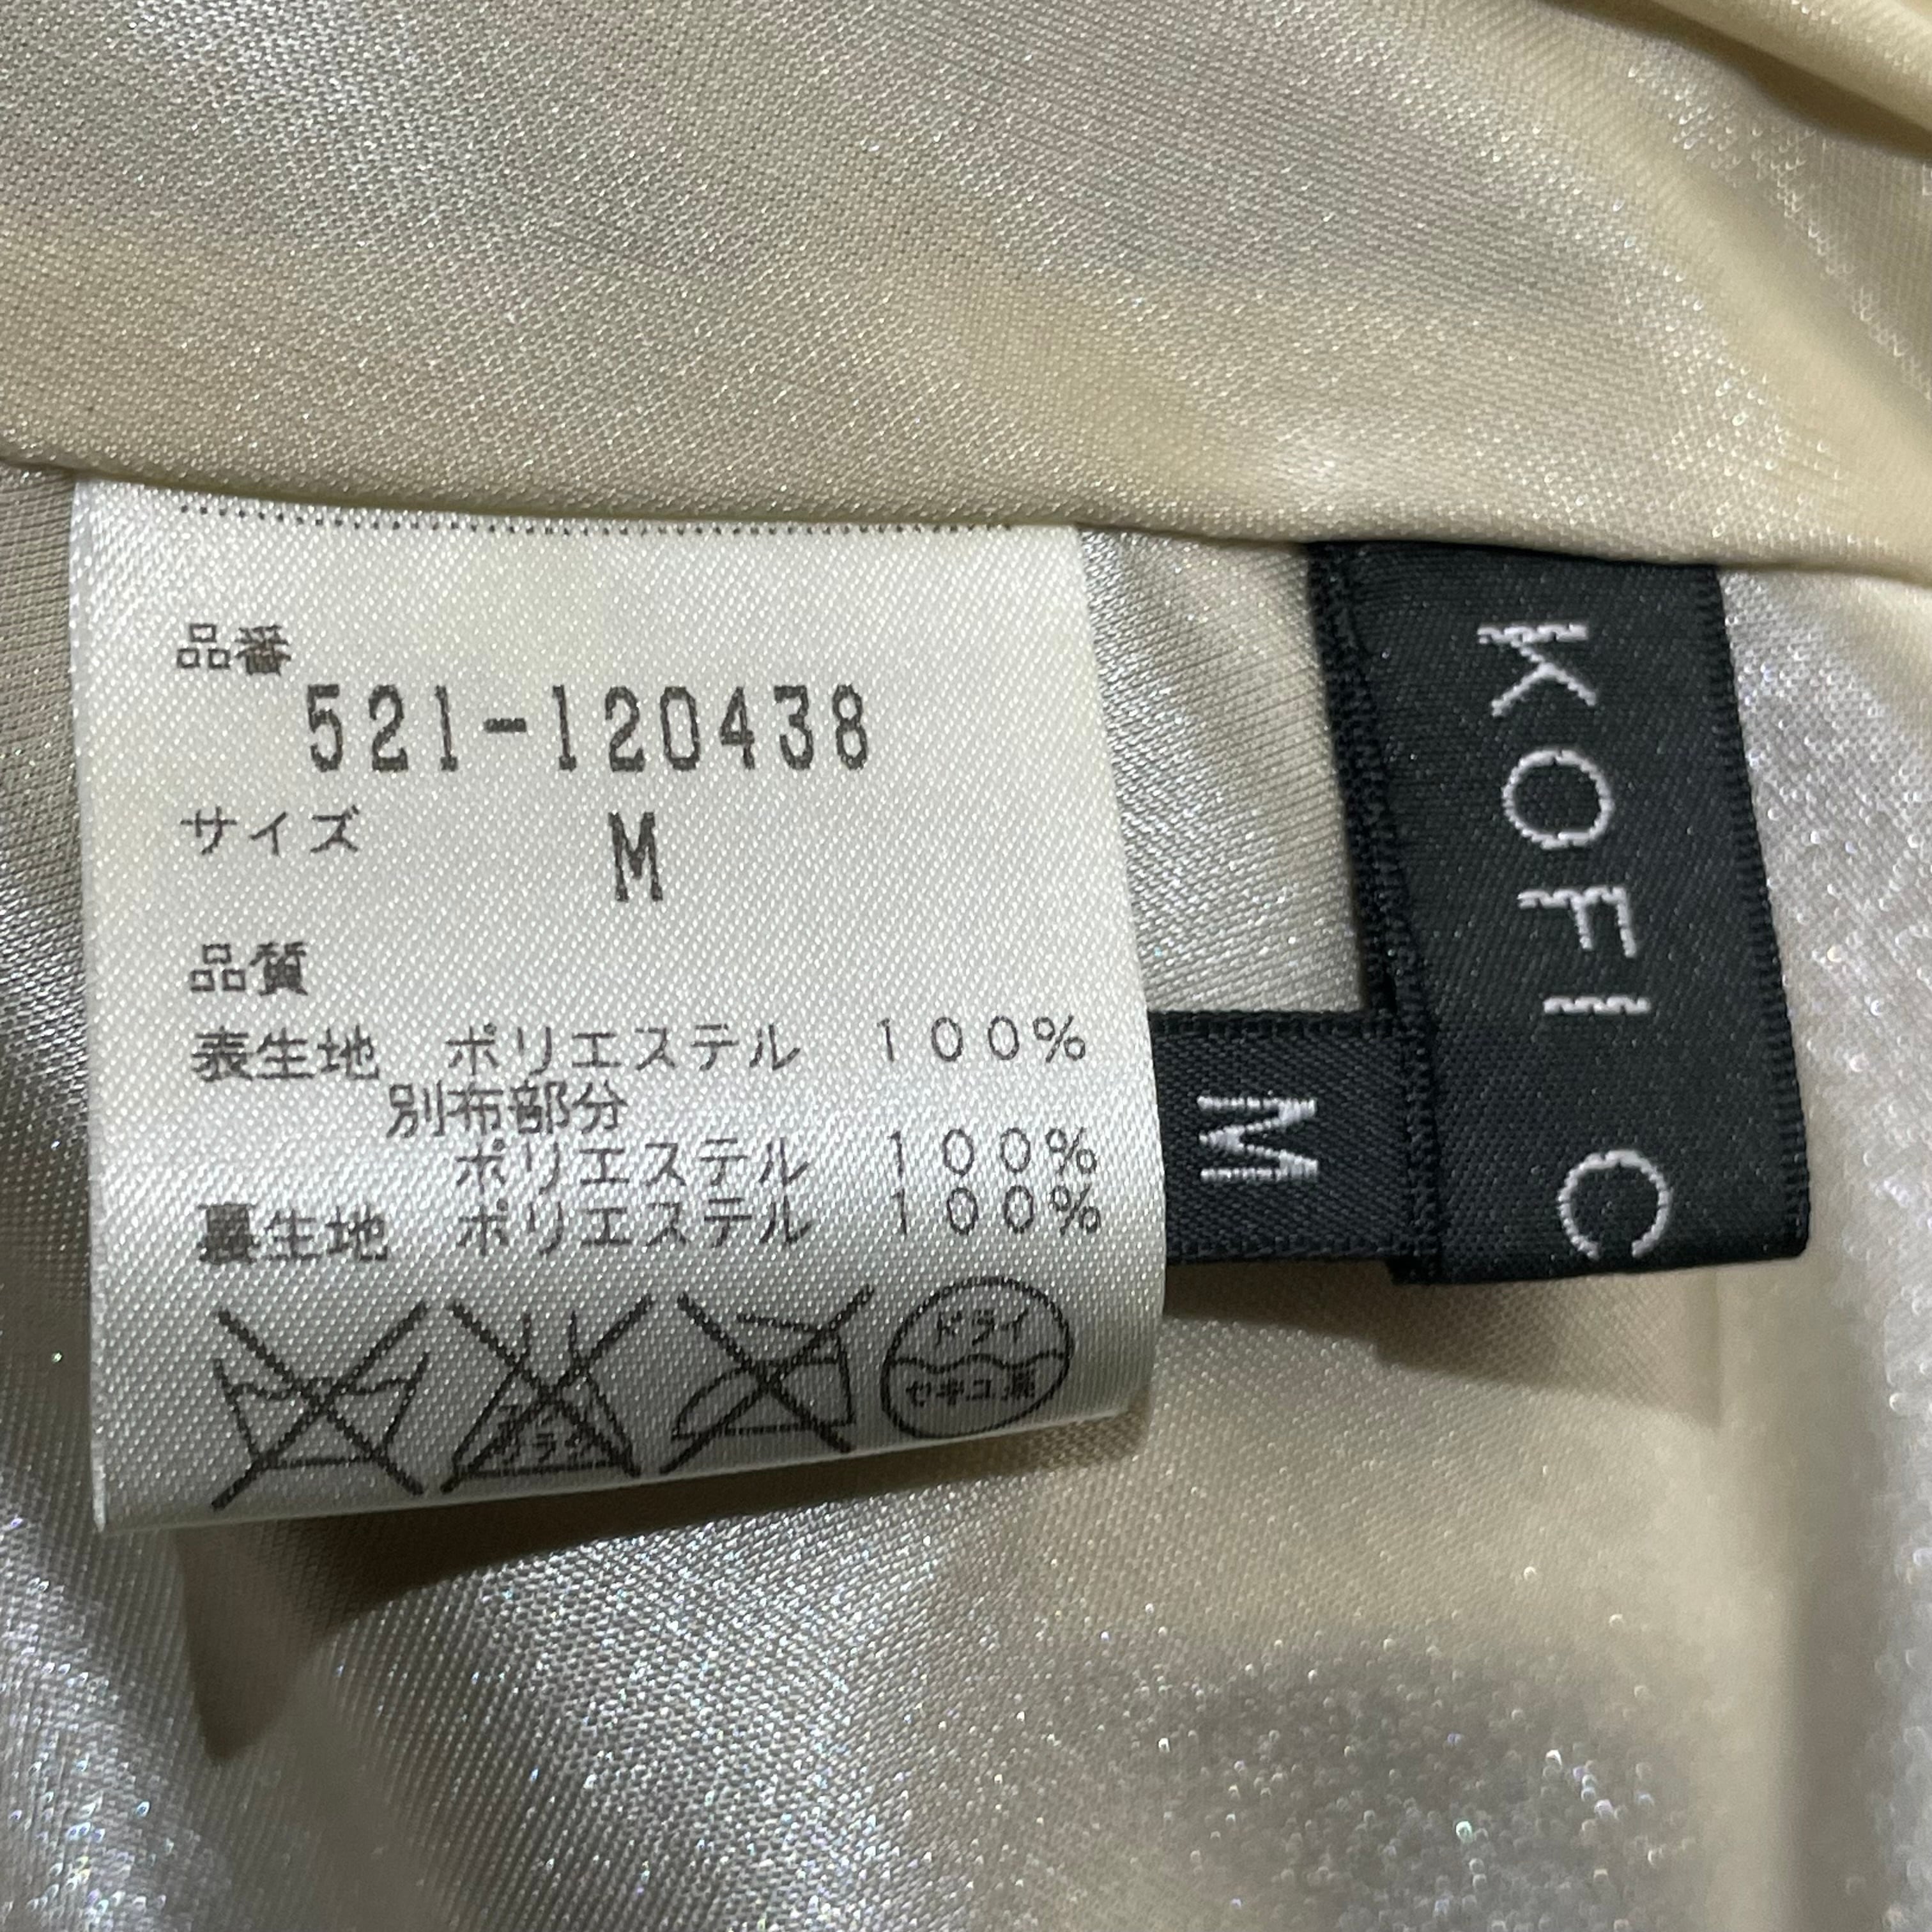 品番
521-120438
サイズ M
品質
表生地 ポリエステル 100%
別布部分
ポリエステル 100%
裏生地 ポリエステル 100%
ドライ
セキユ系
KOFI C
M